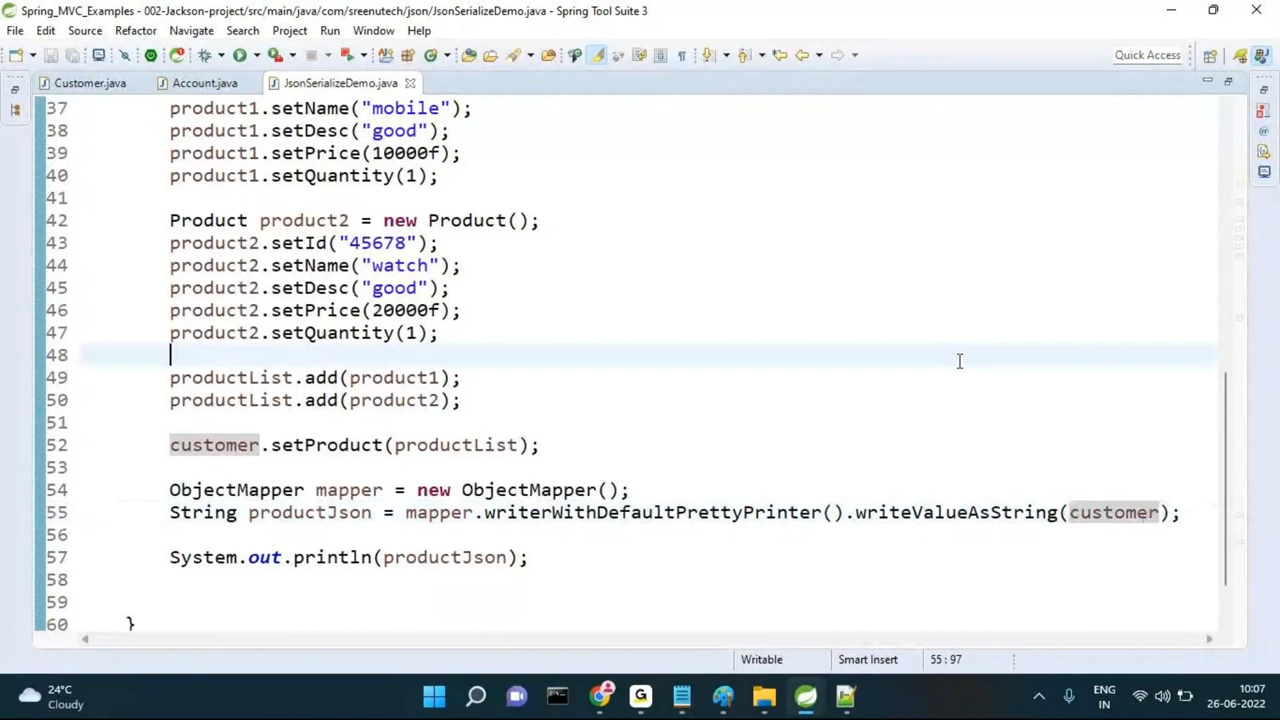 Spring_MVC_Examples - 002-Jackson-project/src/main/java/com/sreenutech/json/JsonSerializeDemo.java - Spring Tool Suite 3
File Edit Source Refactor Navigate Search Project Run Window Help
Quick Access
Customer.java Account.java JsonSerializeDemo.java
37 product1.setName("mobile");
38 product1.setDesc("good");
39 product1.setPrice(10000f);
40 product1.setQuantity(1);
41
42 Product product2 = new Product();
43 product2.setId("45678");
44 product2.setName("watch");
45 product2.setDesc("good");
46 product2.setPrice(20000f);
47 product2.setQuantity(1);
48
49 productList.add(product1);
50 productList.add(product2);
51
52 customer.setProduct(productList);
53
54 ObjectMapper mapper = new ObjectMapper();
55 String productJson = mapper.writerWithDefaultPrettyPrinter().writeValueAsString(customer);
56
57 System.out.println(productJson);
58
59
60 }
Writable Smart Insert 55 : 97
24°C
Cloudy
ENG
IN
10:07
26-06-2022